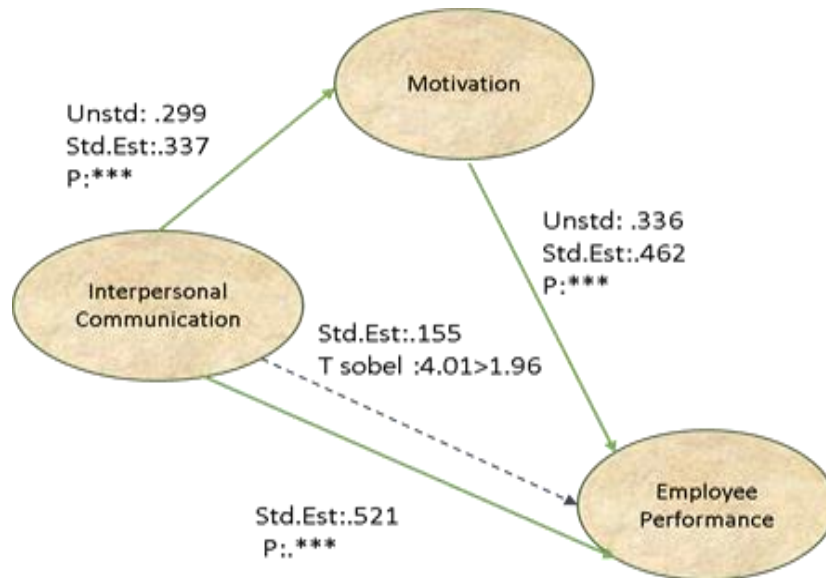 Motivation
Unstd: .299
Std.Est:.337
P:***
Unstd: .336
Std.Est:.462
P:***
Interpersonal
Communication
Std.Est:.155
T sobel :4.01>1.96
Std.Est:.521
P:.***
Employee
Performance